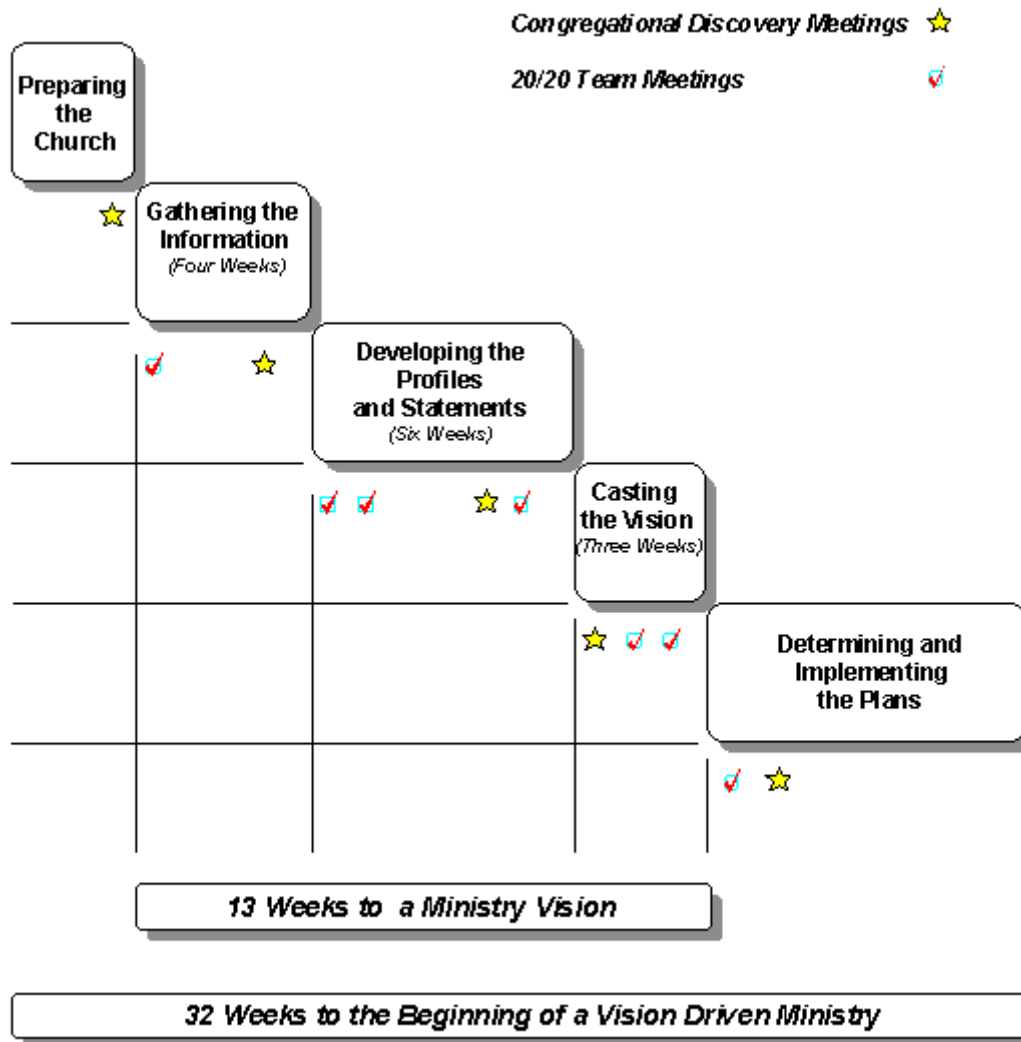 Congregational Discovery Meetings
20/20 Team Meetings
Preparing
the
Church
Gathering the
Information
(Four Weeks)
Developing the
Profiles
and Statements
(Six Weeks)
Casting
the Vision
(Three Weeks)
Determining and
Implementing
the Plans
13 Weeks to a Ministry Vision
32 Weeks to the Beginning of a Vision Driven Ministry